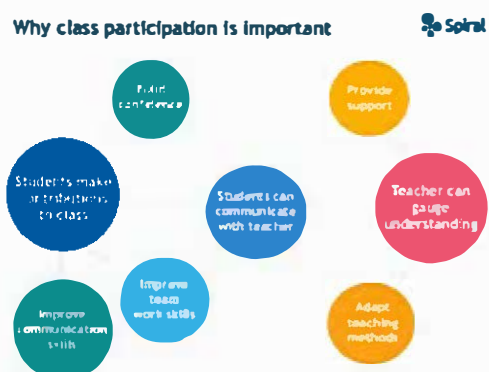 Why class participation is important
Spiral
Build
confidence
Provide
support
Students make
contributions
to class
Students can
communicate
with teacher
Teacher can
gauge
understanding
Improve
team
work skills
Improve
communication
skills
Adapt
teaching
methods